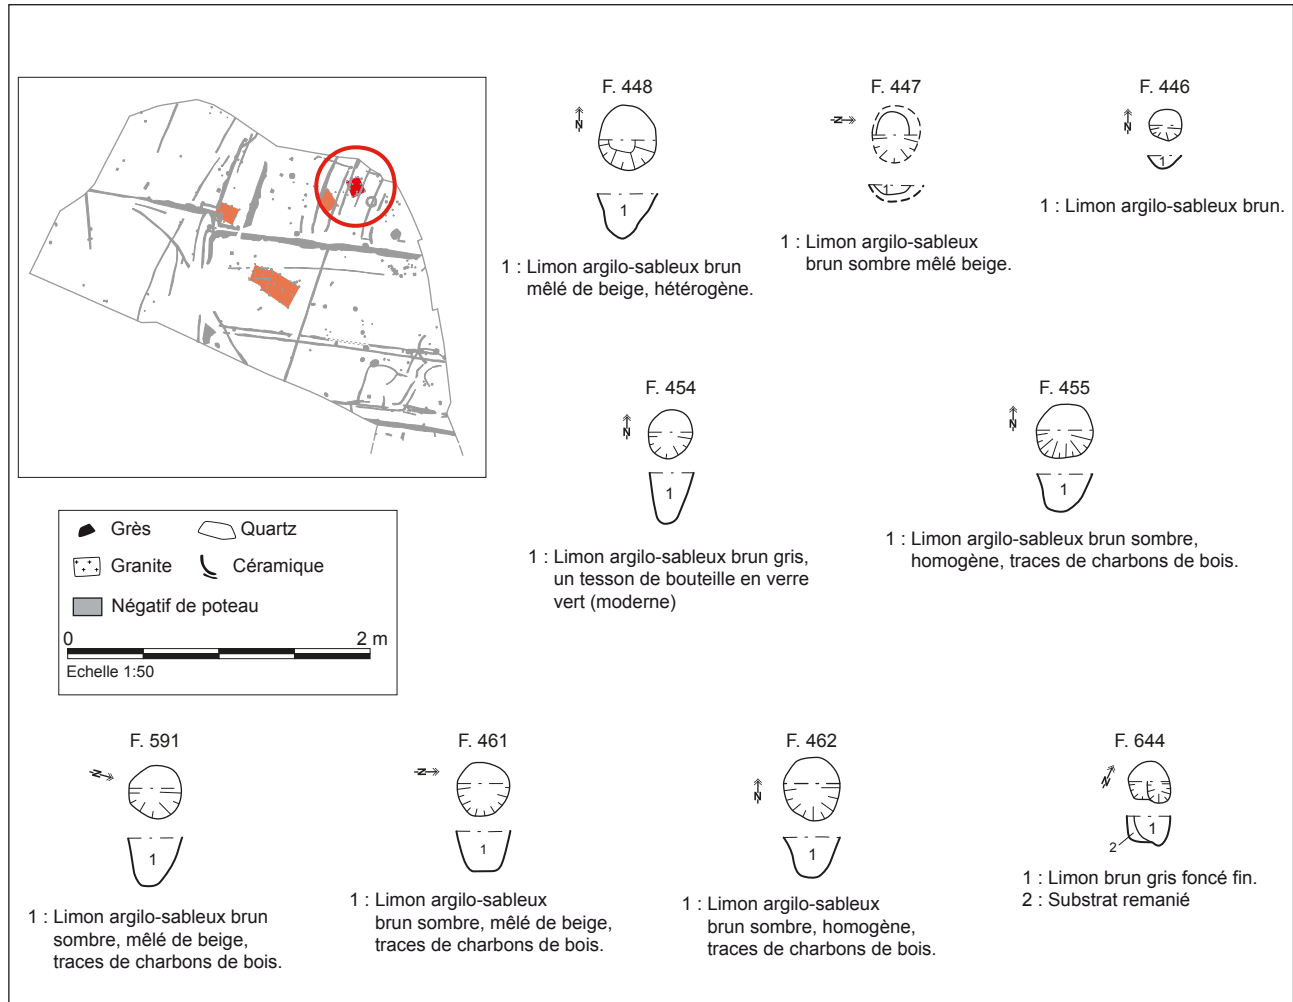 F. 448
N
1
1 : Limon argilo-sableux brun
mêlé de beige, hétérogène.
F. 447
N
1
1 : Limon argilo-sableux
brun sombre mêlé beige.
F. 446
N
1
1 : Limon argilo-sableux brun.
F. 454
N
1
1 : Limon argilo-sableux brun gris,
un tesson de bouteille en verre
vert (moderne)
F. 455
N
1
1 : Limon argilo-sableux brun sombre,
homogène, traces de charbons de bois.
Grès
Quartz
Granite
Céramique
Négatif de poteau
0 2 m
Echelle 1:50
F. 591
N
1
1 : Limon argilo-sableux brun
sombre, mêlé de beige,
traces de charbons de bois.
F. 461
N
1
1 : Limon argilo-sableux
brun sombre, mêlé de beige,
traces de charbons de bois.
F. 462
N
1
1 : Limon argilo-sableux
brun sombre, homogène,
traces de charbons de bois.
F. 644
N
1
2
1 : Limon brun gris foncé fin.
2 : Substrat remanié